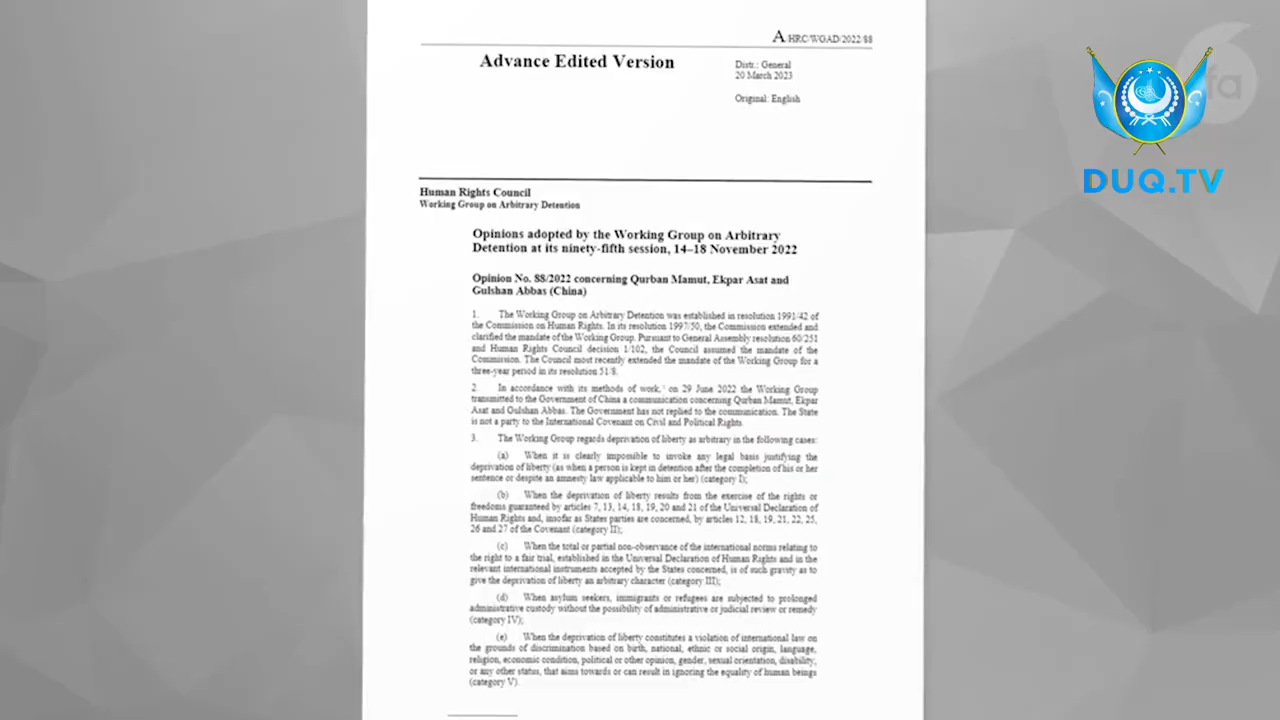 A/HRC/WGAD/2022/88
Advance Edited Version
Distr.: General
20 March 2023
Original: English
Human Rights Council
Working Group on Arbitrary Detention
Opinions adopted by the Working Group on Arbitrary
Detention at its ninety-fifth session, 14–18 November 2022
Opinion No. 88/2022 concerning Qurban Mamut, Ekpar Asat and
Gulshan Abbas (China)
1. The Working Group on Arbitrary Detention was established in resolution 1991/42 of
the Commission on Human Rights. In its resolution 1997/50, the Commission extended and
clarified the mandate of the Working Group. Pursuant to General Assembly resolution 60/251
and Human Rights Council decision 1/102, the Council assumed the mandate of the
Commission. The Council most recently extended the mandate of the Working Group for a
three-year period in its resolution 51/8.
2. In accordance with its methods of work,¹ on 29 June 2022 the Working Group
transmitted to the Government of China a communication concerning Qurban Mamut, Ekpar
Asat and Gulshan Abbas. The Government has not replied to the communication. The State
is not a party to the International Covenant on Civil and Political Rights.
3. The Working Group regards deprivation of liberty as arbitrary in the following cases:
(a) When it is clearly impossible to invoke any legal basis justifying the
deprivation of liberty (as when a person is kept in detention after the completion of his or her
sentence or despite an amnesty law applicable to him or her) (category I);
(b) When the deprivation of liberty results from the exercise of the rights or
freedoms guaranteed by articles 7, 13, 14, 18, 19, 20 and 21 of the Universal Declaration of
Human Rights and, insofar as States parties are concerned, by articles 12, 18, 19, 21, 22, 25,
26 and 27 of the Covenant (category II);
(c) When the total or partial non-observance of the international norms relating to
the right to a fair trial, established in the Universal Declaration of Human Rights and in the
relevant international instruments accepted by the States concerned, is of such gravity as to
give the deprivation of liberty an arbitrary character (category III);
(d) When asylum seekers, immigrants or refugees are subjected to prolonged
administrative custody without the possibility of administrative or judicial review or remedy
(category IV);
(e) When the deprivation of liberty constitutes a violation of international law on
the grounds of discrimination based on birth, national, ethnic or social origin, language,
religion, economic condition, political or other opinion, gender, sexual orientation, disability,
or any other status, that aims towards or can result in ignoring the equality of human beings
(category V).
DUQ.TV